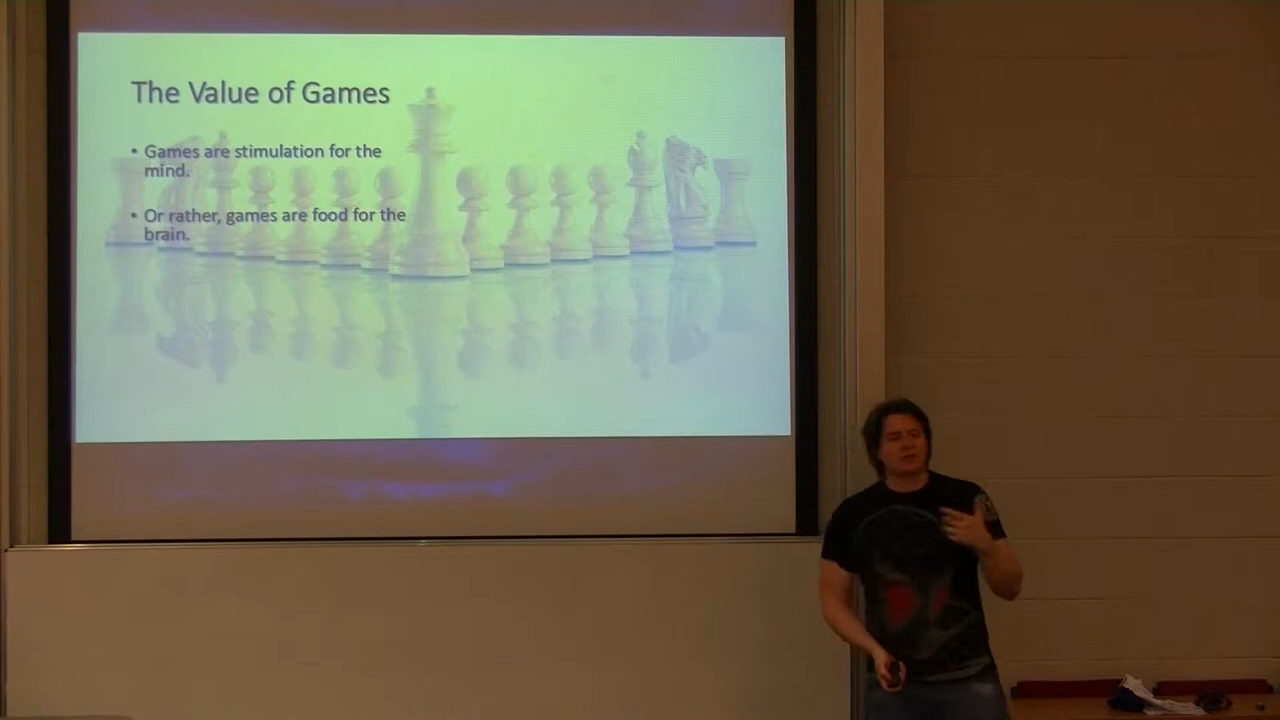 The Value of Games
• Games are stimulation for the
mind.
• Or rather, games are food for the
brain.